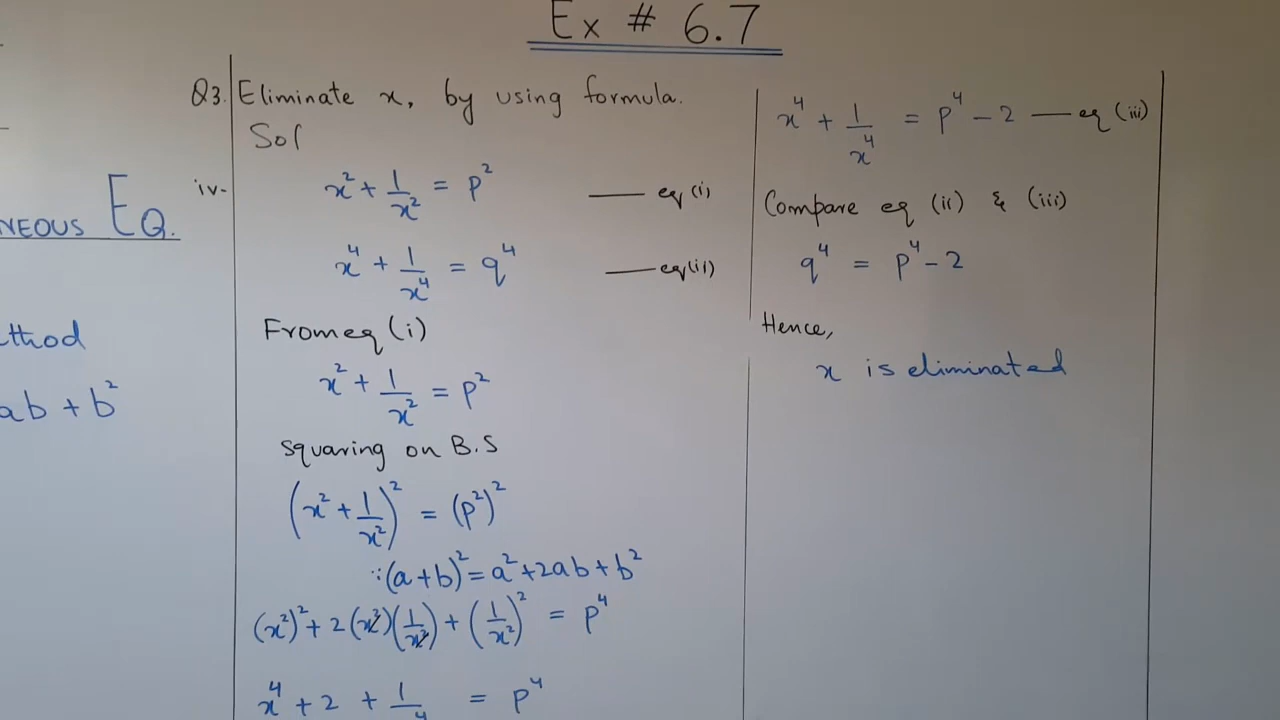 Ex # 6.7
NEOUS EQ.
ab + b²
Q3. Eliminate x, by using formula.
Sol
iv- x² + 1/x² = p² — eq (i)
x⁴ + 1/x⁴ = q⁴ — eq (ii)
From eq (i)
x² + 1/x² = p²
Squaring on B.S
(x² + 1/x²)² = (p²)²
∵ (a + b)² = a² + 2ab + b²
(x²)² + 2(x²)(1/x²) + (1/x²)² = p⁴
x⁴ + 2 + 1/x⁴ = p⁴
x⁴ + 1/x⁴ = p⁴ - 2 — eq (iii)
Compare eq (ii) & (iii)
q⁴ = p⁴ - 2
Hence,
x is eliminated